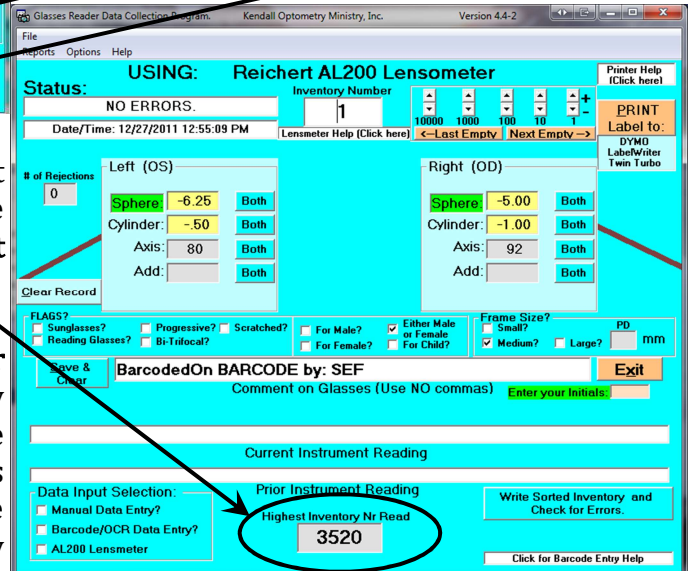 Glasses Reader Data Collection Program. Kendall Optometry Ministry, Inc. Version 4.4-2
File
Reports Options Help
USING: Reichert AL200 Lensometer
Printer Help (Click here)
Status:
NO ERRORS.
Date/Time: 12/27/2011 12:55:09 PM
Inventory Number
1
Lensmeter Help (Click here)
10000 1000 100 10 1
+
-
<--Last Empty Next Empty -->
PRINT
Label to:
DYMO
LabelWriter
Twin Turbo
# of Rejections
0
Left (OS)
Sphere: -6.25 Both
Cylinder: -.50 Both
Axis: 80 Both
Add: Both
Right (OD)
Sphere: -5.00 Both
Cylinder: -1.00 Both
Axis: 92 Both
Add: Both
Clear Record
FLAGS?
Sunglasses? Progressive? Scratched?
Reading Glasses? Bi-Trifocal?
For Male? Either Male or Female
For Female? For Child?
Frame Size?
Small?
Medium? Large?
PD
mm
Save & Clear
BarcodedOn BARCODE by: SEF
Exit
Comment on Glasses (Use NO commas)
Enter your Initials:
Current Instrument Reading
Prior Instrument Reading
Data Input Selection:
Manual Data Entry?
Barcode/OCR Data Entry?
AL200 Lensmeter
Highest Inventory Nr Read
3520
Write Sorted Inventory and
Check for Errors.
Click for Barcode Entry Help